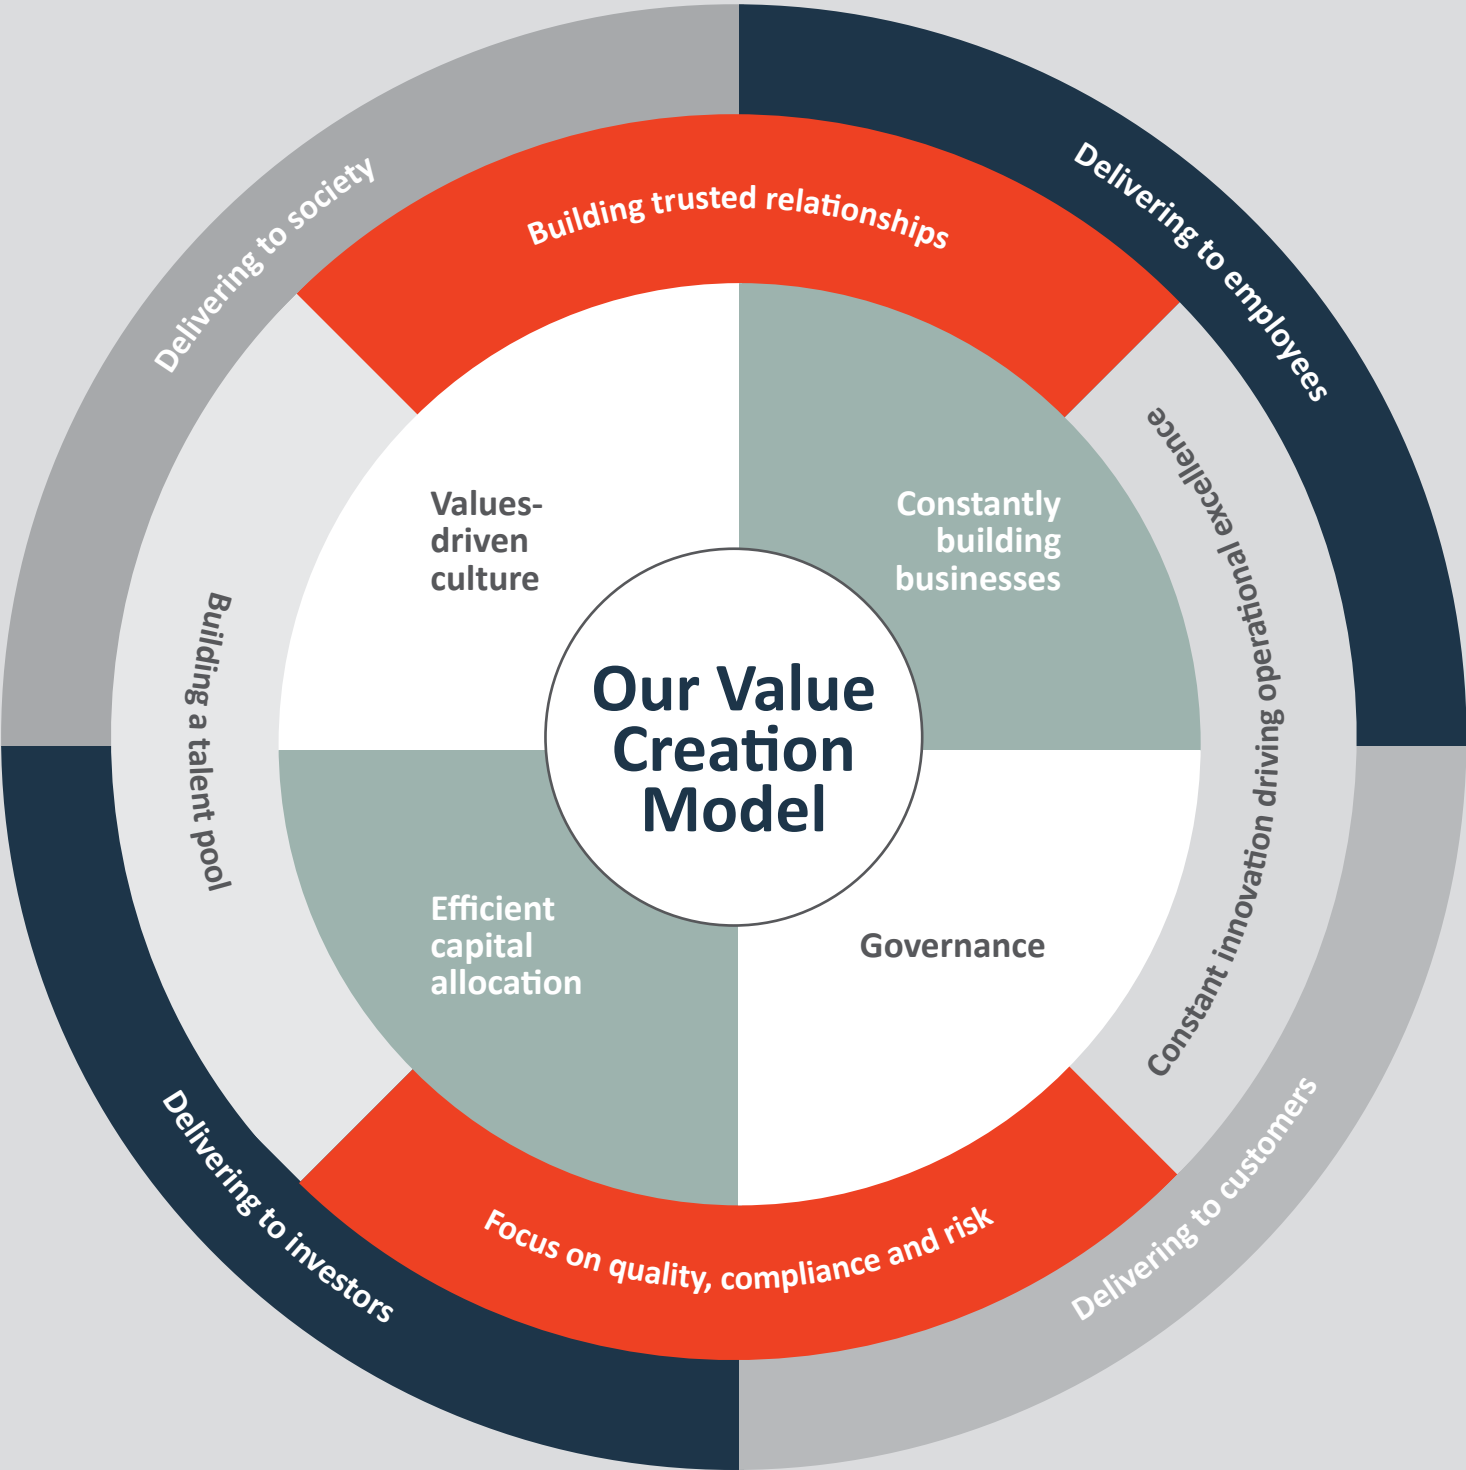 Delivering to society
Delivering to employees
Building trusted relationships
Constant innovation driving operational excellence
Values-
driven
culture
Constantly
building
businesses
Building a talent pool
Our Value
Creation
Model
Efficient
capital
allocation
Governance
Focus on quality, compliance and risk
Delivering to investors
Delivering to customers